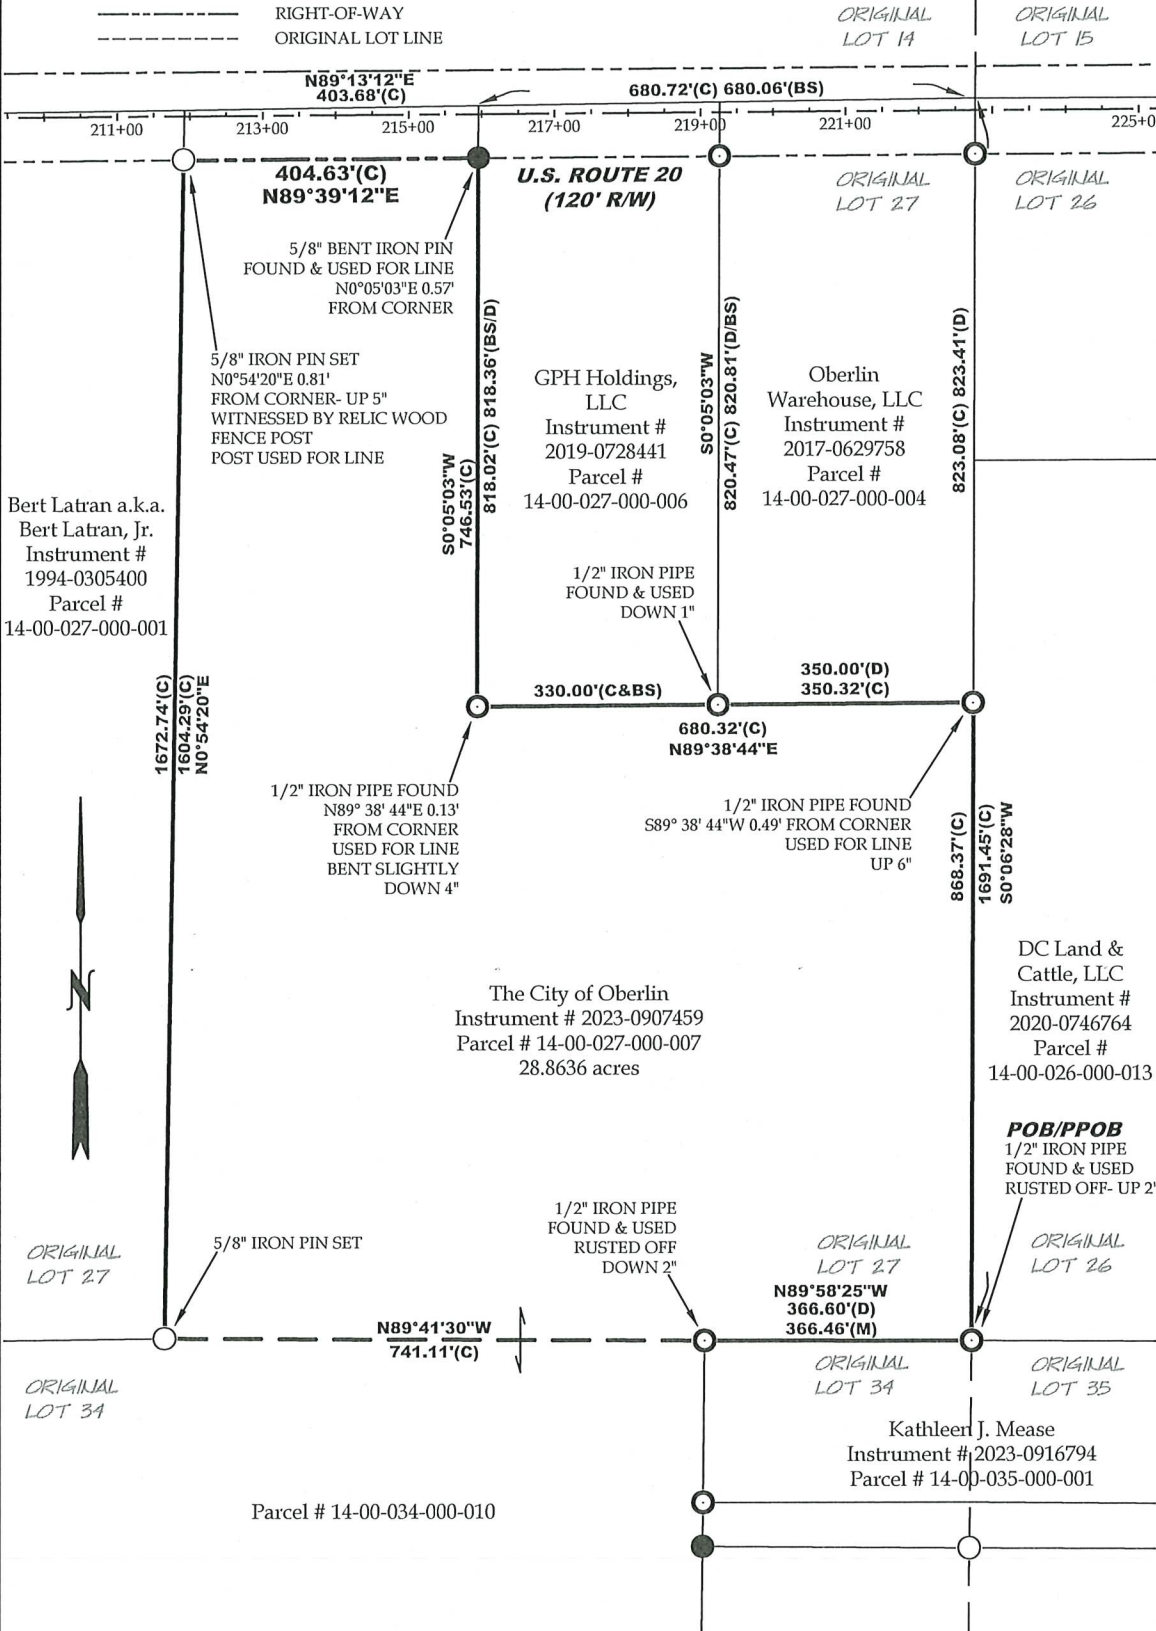 RIGHT-OF-WAY
ORIGINAL LOT LINE
ORIGINAL
LOT 14
ORIGINAL
LOT 15
N89°13'12"E
403.68'(C)
680.72'(C) 680.06'(BS)
211+00
213+00
215+00
217+00
219+00
221+00
225+0
404.63'(C)
N89°39'12"E
U.S. ROUTE 20
(120' R/W)
ORIGINAL
LOT 27
ORIGINAL
LOT 26
5/8" BENT IRON PIN
FOUND & USED FOR LINE
N0°05'03"E 0.57'
FROM CORNER
5/8" IRON PIN SET
N0°54'20"E 0.81'
FROM CORNER- UP 5"
WITNESSED BY RELIC WOOD
FENCE POST
POST USED FOR LINE
S0°05'03"W
746.53'(C)
818.02'(C) 818.36'(BS/D)
GPH Holdings,
LLC
Instrument #
2019-0728441
Parcel #
14-00-027-000-006
S0°05'03"W
820.47'(C) 820.81'(D/BS)
Oberlin
Warehouse, LLC
Instrument #
2017-0629758
Parcel #
14-00-027-000-004
823.08'(C) 823.41'(D)
Bert Latran a.k.a.
Bert Latran, Jr.
Instrument #
1994-0305400
Parcel #
14-00-027-000-001
1/2" IRON PIPE
FOUND & USED
DOWN 1"
1672.74'(C)
1604.29'(C)
N0°54'20"E
330.00'(C&BS)
350.00'(D)
350.32'(C)
680.32'(C)
N89°38'44"E
1/2" IRON PIPE FOUND
N89° 38' 44"E 0.13'
FROM CORNER
USED FOR LINE
BENT SLIGHTLY
DOWN 4"
1/2" IRON PIPE FOUND
S89° 38' 44"W 0.49' FROM CORNER
USED FOR LINE
UP 6"
868.37'(C)
1691.45'(C)
S0°06'28"W
N
The City of Oberlin
Instrument # 2023-0907459
Parcel # 14-00-027-000-007
28.8636 acres
DC Land &
Cattle, LLC
Instrument #
2020-0746764
Parcel #
14-00-026-000-013
POB/PPOB
1/2" IRON PIPE
FOUND & USED
RUSTED OFF- UP 2"
1/2" IRON PIPE
FOUND & USED
RUSTED OFF
DOWN 2"
ORIGINAL
LOT 27
5/8" IRON PIN SET
ORIGINAL
LOT 27
ORIGINAL
LOT 26
N89°58'25"W
366.60'(D)
366.46'(M)
N89°41'30"W
741.11'(C)
ORIGINAL
LOT 34
ORIGINAL
LOT 34
ORIGINAL
LOT 35
Kathleen J. Mease
Instrument # 2023-0916794
Parcel # 14-00-035-000-001
Parcel # 14-00-034-000-010